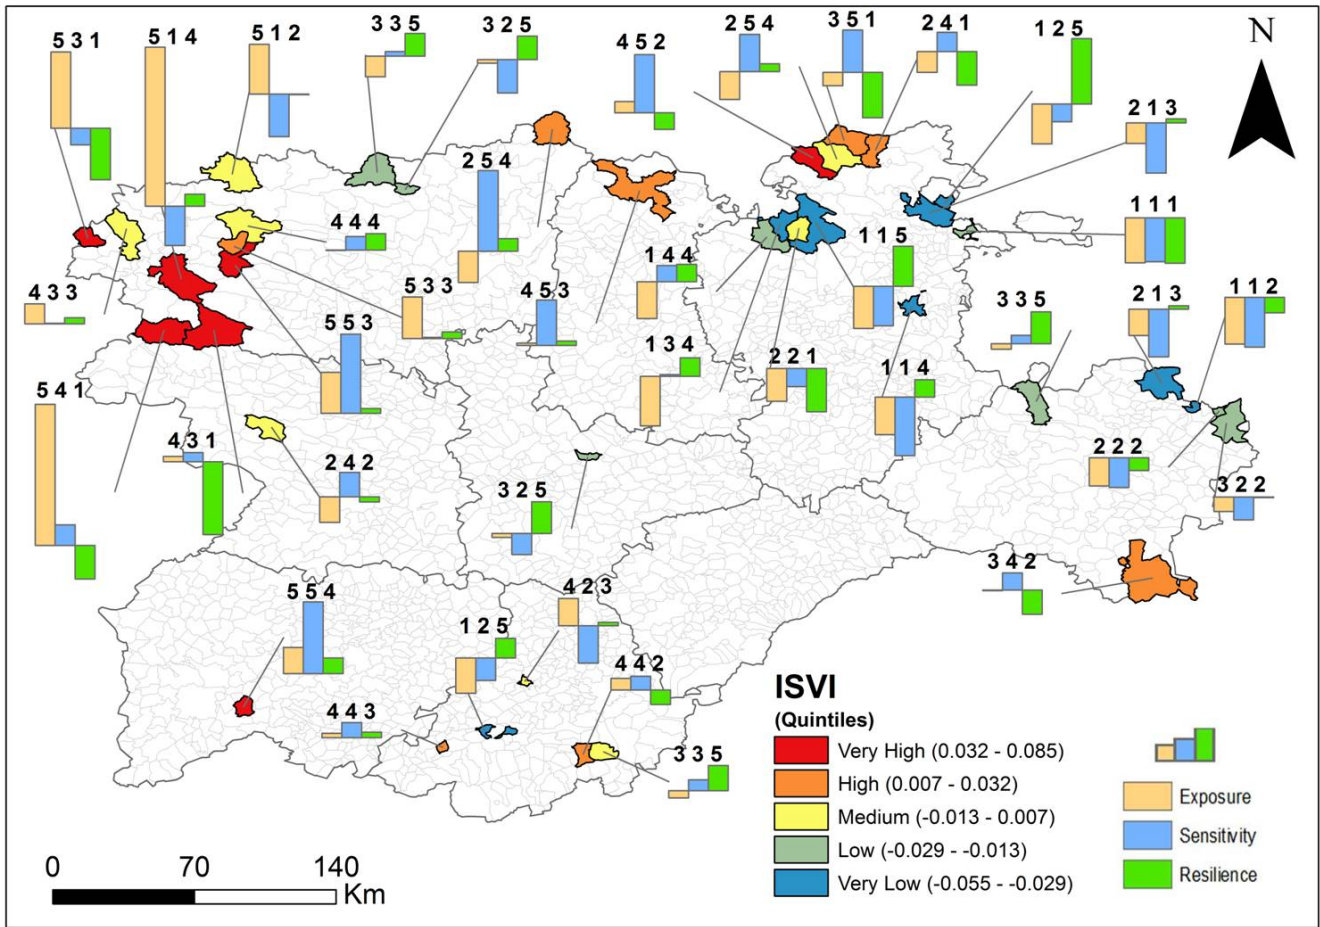 5 3 1
5 1 4
5 1 2
3 3 5
3 2 5
4 5 2
2 5 4
3 5 1
2 4 1
1 2 5
N
2 1 3
2 5 4
4 4 4
1 1 1
1 4 4
1 1 5
4 3 3
5 3 3
4 5 3
3 3 5
2 1 3
1 1 2
5 5 3
1 3 4
2 2 1
1 1 4
5 4 1
4 3 1
2 4 2
3 2 5
2 2 2
3 2 2
3 4 2
5 5 4
4 2 3
1 2 5
4 4 2
4 4 3
3 3 5
ISVI
(Quintiles)
Very High (0.032 - 0.085)
High (0.007 - 0.032)
Medium (-0.013 - 0.007)
Low (-0.029 - -0.013)
Very Low (-0.055 - -0.029)
Exposure
Sensitivity
Resilience
0 70 140
Km